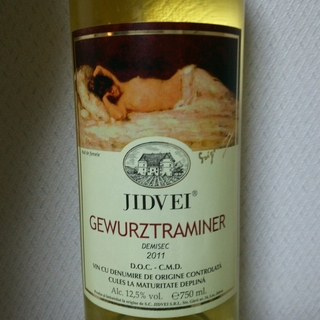 JIDVEI®
GEWURZTRAMINER
DEMISEC
2011
D.O.C. - C.M.D.
VIN CU DENUMIRE DE ORIGINE CONTROLATĂ
CULES LA MATURITATE DEPLINĂ
Alc. 12,5% vol. ℮750 ml.